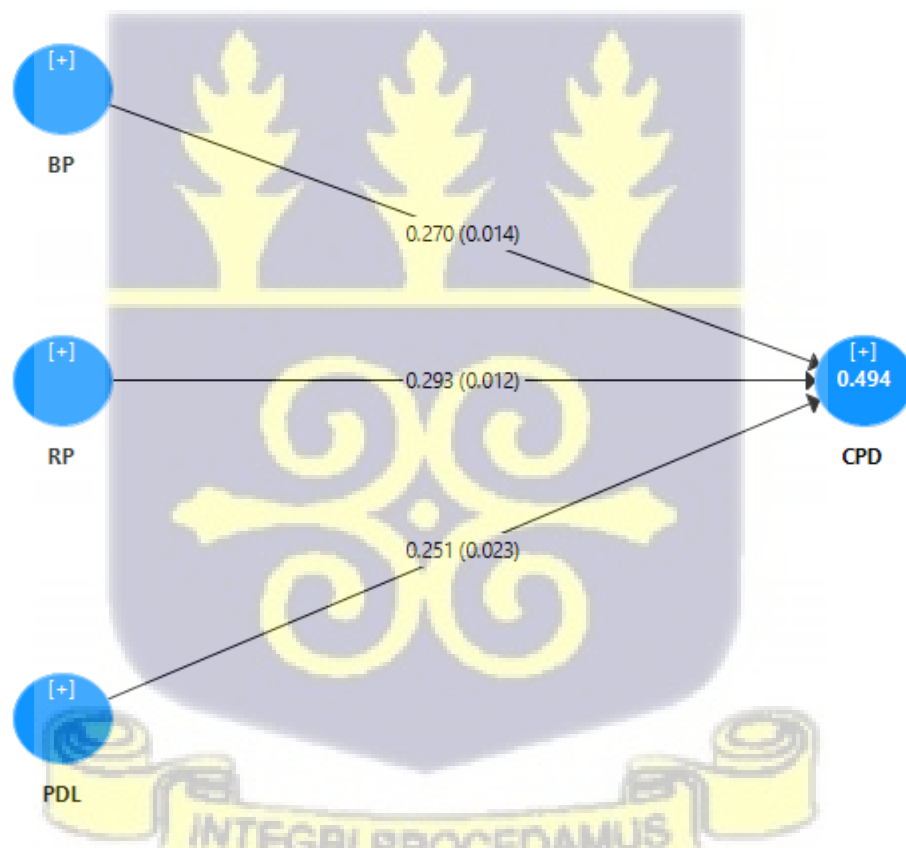 [+]
BP
0.270 (0.014)
[+]
RP
0.293 (0.012)
[+]
0.494
CPD
0.251 (0.023)
[+]
PDL
INTEGRI PROCEDAMUS